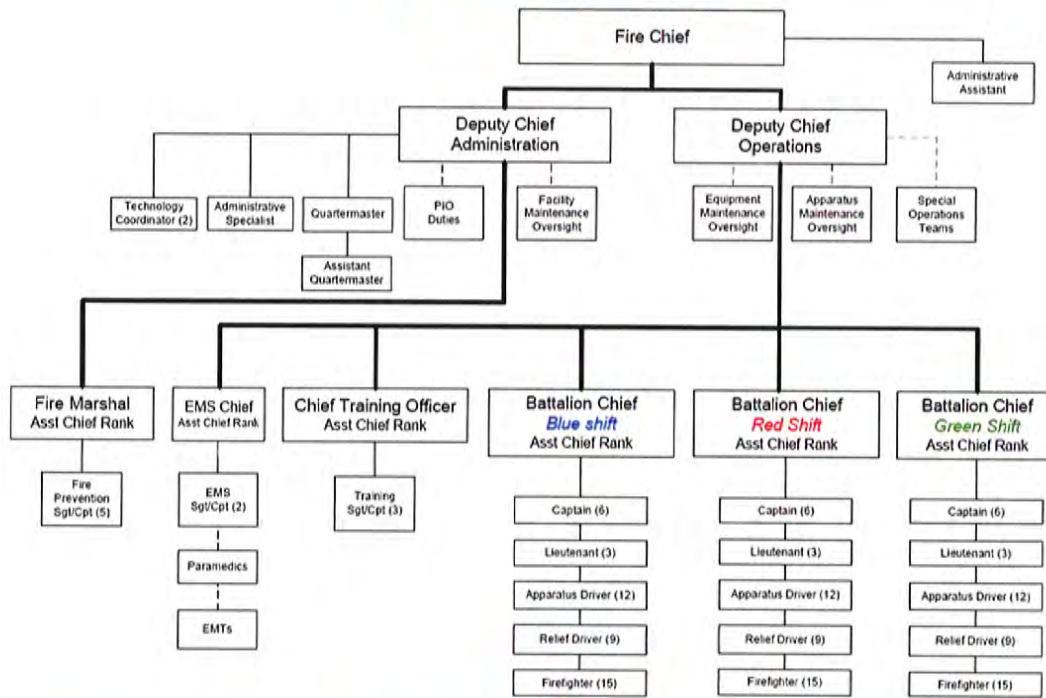 Fire Chief
Administrative
Assistant
Deputy Chief
Administration
Deputy Chief
Operations
Technology
Coordinator (2)
Administrative
Specialist
Quartermaster
PIO
Duties
Facility
Maintenance
Oversight
Equipment
Maintenance
Oversight
Apparatus
Maintenance
Oversight
Special
Operations
Teams
Assistant
Quartermaster
Fire Marshal
Asst Chief Rank
EMS Chief
Asst Chief Rank
Chief Training Officer
Asst Chief Rank
Battalion Chief
Blue shift
Asst Chief Rank
Battalion Chief
Red Shift
Asst Chief Rank
Battalion Chief
Green Shift
Asst Chief Rank
Fire
Prevention
Sgt/Cpt (5)
EMS
Sgt/Cpt (2)
Paramedics
EMTs
Training
Sgt/Cpt (3)
Captain (6)
Lieutenant (3)
Apparatus Driver (12)
Relief Driver (9)
Firefighter (15)
Captain (6)
Lieutenant (3)
Apparatus Driver (12)
Relief Driver (9)
Firefighter (15)
Captain (6)
Lieutenant (3)
Apparatus Driver (12)
Relief Driver (9)
Firefighter (15)